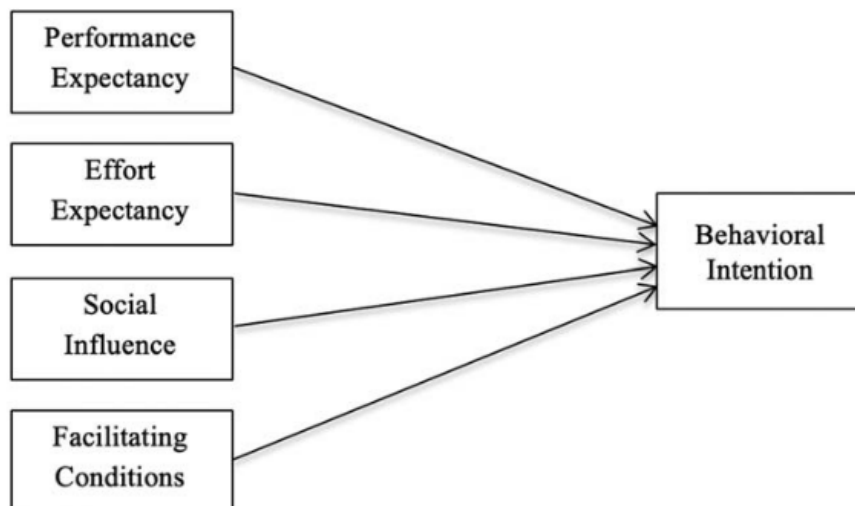 Performance
Expectancy
Effort
Expectancy
Social
Influence
Facilitating
Conditions
Behavioral
Intention